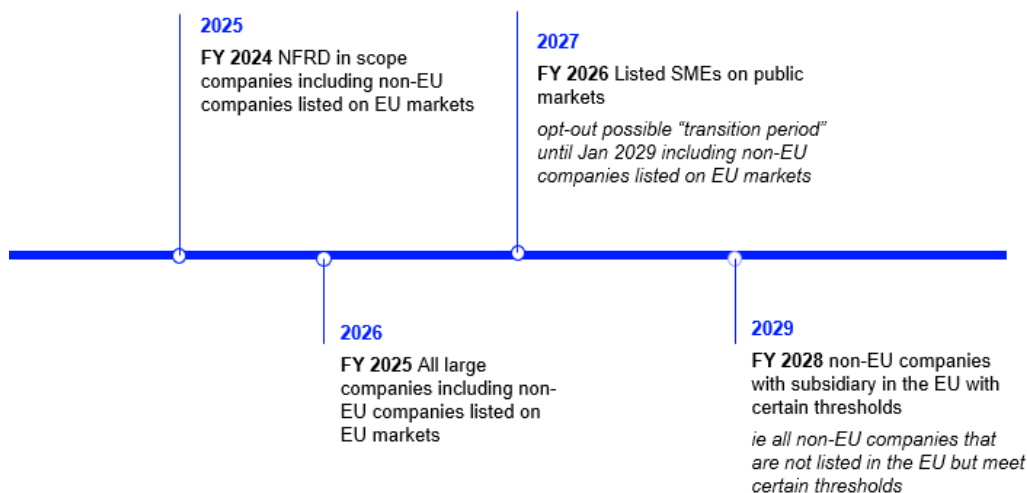 2025
FY 2024 NFRD in scope
companies including non-EU
companies listed on EU markets
2027
FY 2026 Listed SMEs on public
markets
opt-out possible “transition period”
until Jan 2029 including non-EU
companies listed on EU markets
2026
FY 2025 All large
companies including non-
EU companies listed on
EU markets
2029
FY 2028 non-EU companies
with subsidiary in the EU with
certain thresholds
ie all non-EU companies that
are not listed in the EU but meet
certain thresholds